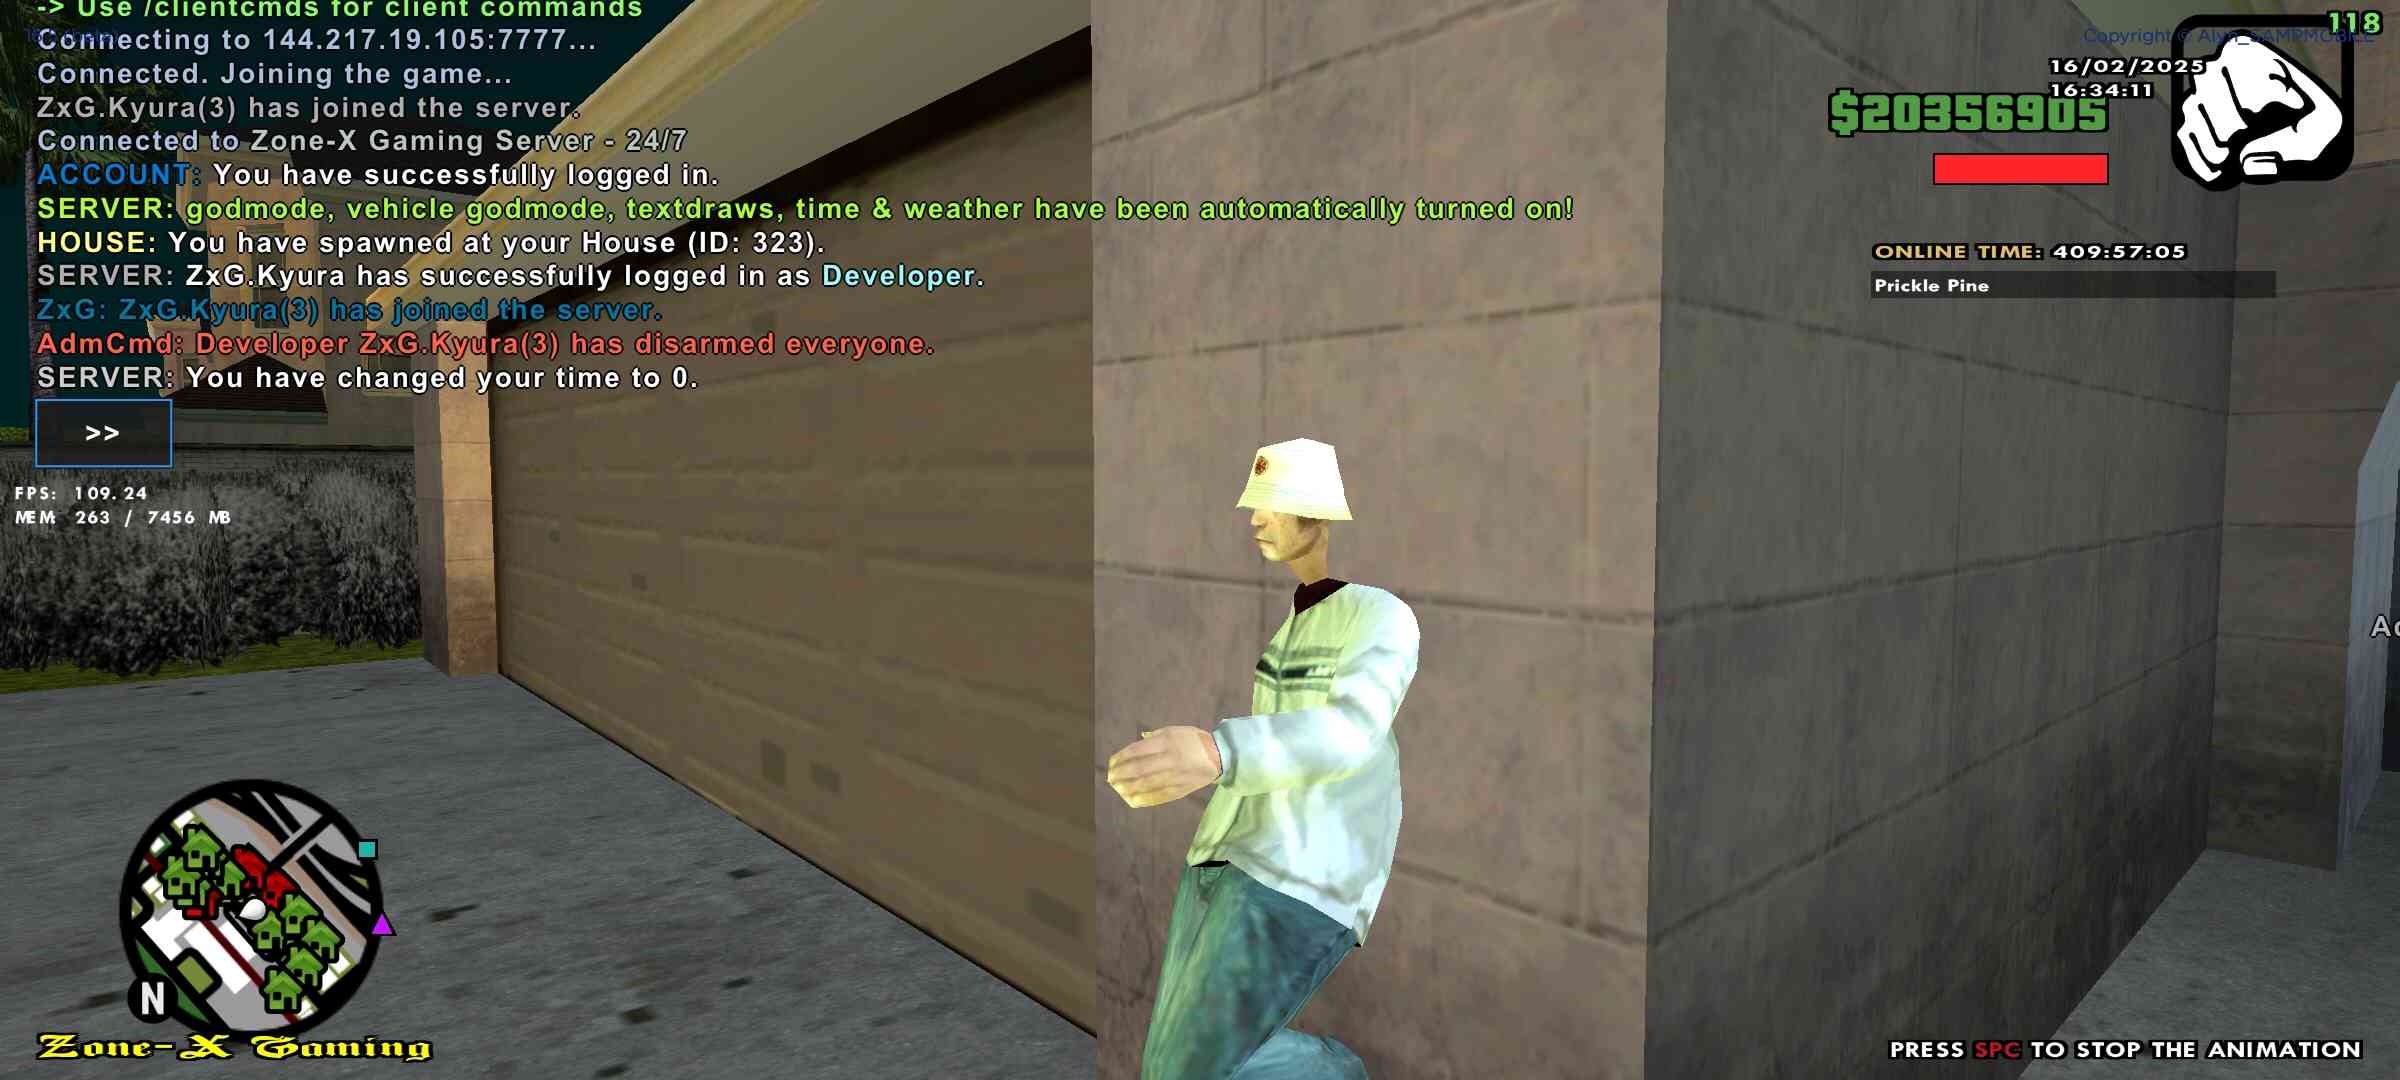 -> Use /clientcmds for client commands
Connecting to 144.217.19.105:7777...
Connected. Joining the game...
ZxG.Kyura(3) has joined the server.
Connected to Zone-X Gaming Server - 24/7
ACCOUNT: You have successfully logged in.
SERVER: godmode, vehicle godmode, textdraws, time & weather have been automatically turned on!
HOUSE: You have spawned at your House (ID: 323).
SERVER: ZxG.Kyura has successfully logged in as Developer.
ZxG: ZxG.Kyura(3) has joined the server.
AdmCmd: Developer ZxG.Kyura(3) has disarmed everyone.
SERVER: You have changed your time to 0.
>>
FPS: 109.24
MEM: 263 / 7456 MB
118
Copyright ©
16/02/2025
16:34:11
$20356905
ONLINE TIME: 409:57:05
Prickle Pine
N
Zone-X Gaming
PRESS SPC TO STOP THE ANIMATION